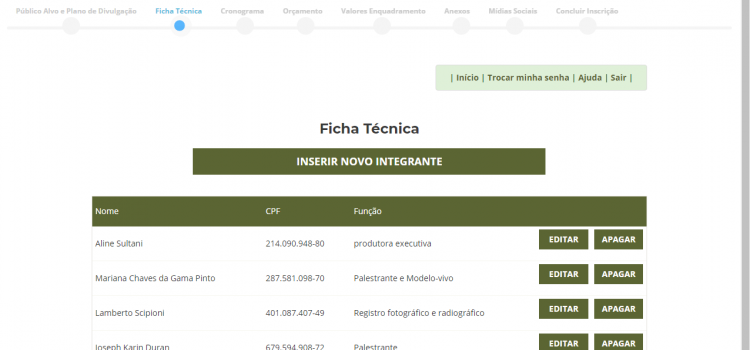 Público Alvo e Plano de Divulgação Ficha Técnica Cronograma Orçamento Valores Enquadramento Anexos Mídias Sociais Concluir Inscrição
| Início | Trocar minha senha | Ajuda | Sair |
Ficha Técnica
INSERIR NOVO INTEGRANTE
Nome CPF Função
Aline Sultani 214.090.948-80 produtora executiva EDITAR APAGAR
Mariana Chaves da Gama Pinto 287.581.098-70 Palestrante e Modelo-vivo EDITAR APAGAR
Lamberto Scipioni 401.087.407-49 Registro fotográfico e radiográfico EDITAR APAGAR
Joseph Karin Duran 679.594.908-72 Palestrante EDITAR APAGAR